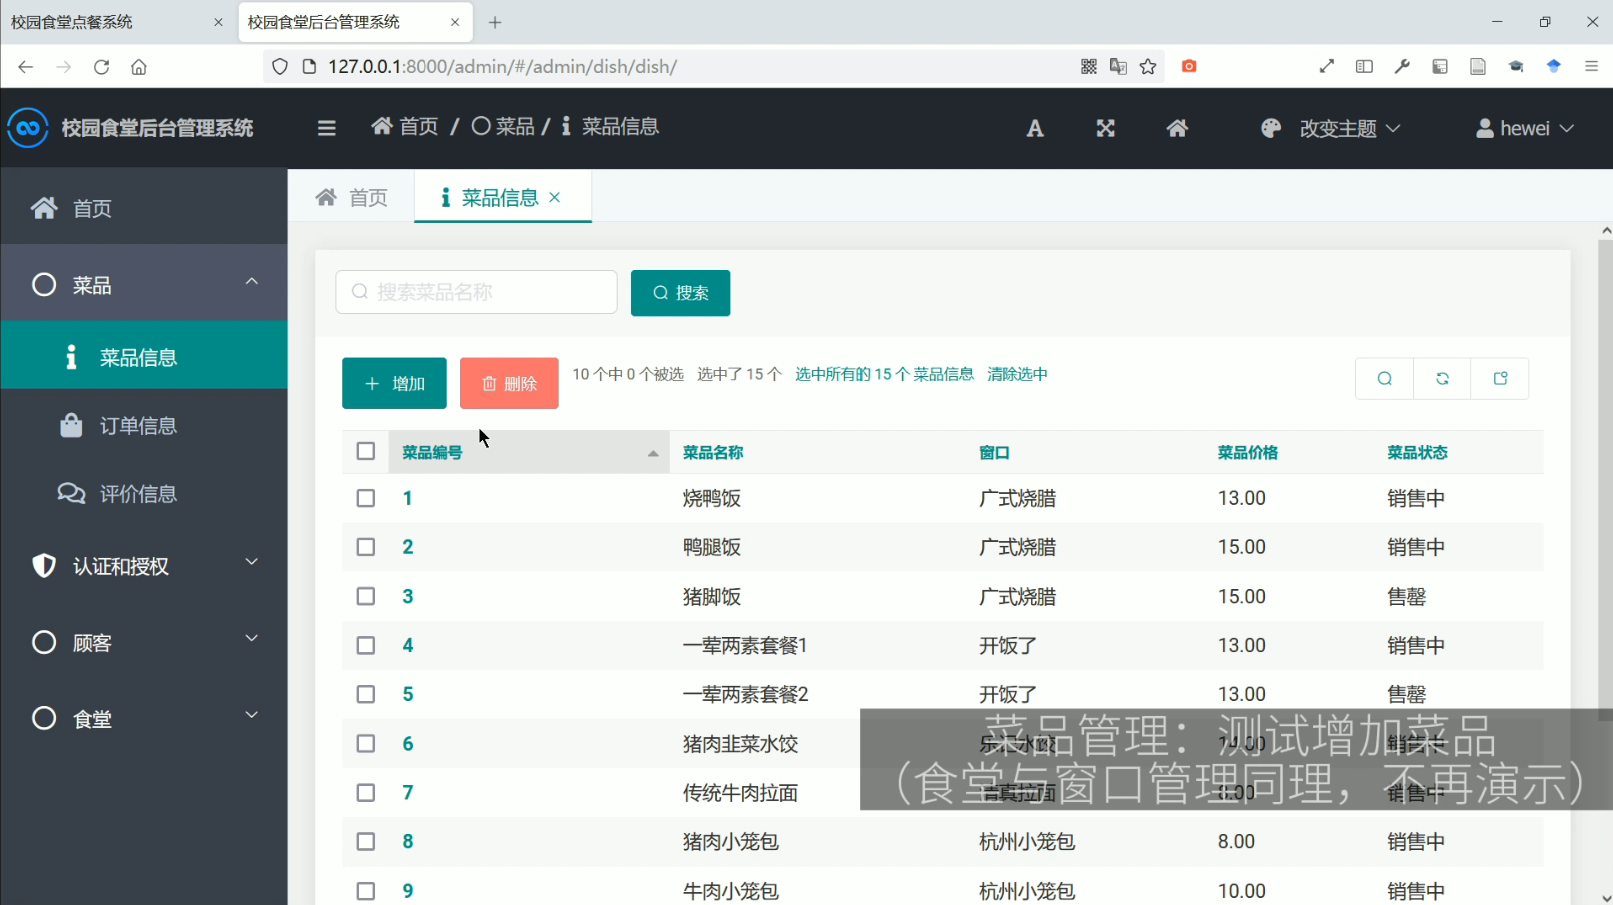 校园食堂点餐系统
校园食堂后台管理系统
127.0.0.1:8000/admin/#/admin/dish/dish/
校园食堂后台管理系统
首页 / 菜品 / 菜品信息
A
改变主题
hewei
首页
菜品信息
首页
菜品
菜品信息
订单信息
评价信息
认证和授权
顾客
食堂
搜索菜品名称
搜索
+ 增加
删除
10 个中 0 个被选 选中了 15 个 选中所有的 15 个 菜品信息 清除选中
菜品编号 菜品名称 窗口 菜品价格 菜品状态
1 烧鸭饭 广式烧腊 13.00 销售中
2 鸭腿饭 广式烧腊 15.00 销售中
3 猪脚饭 广式烧腊 15.00 售罄
4 一荤两素套餐1 开饭了 13.00 销售中
5 一荤两素套餐2 开饭了 13.00 售罄
6 猪肉韭菜水饺 14.00 销售中
7 传统牛肉拉面 8.00 销售中
8 猪肉小笼包 杭州小笼包 8.00 销售中
9 牛肉小笼包 杭州小笼包 10.00 销售中
菜品管理：测试增加菜品
（食堂与窗口管理同理，不再演示）